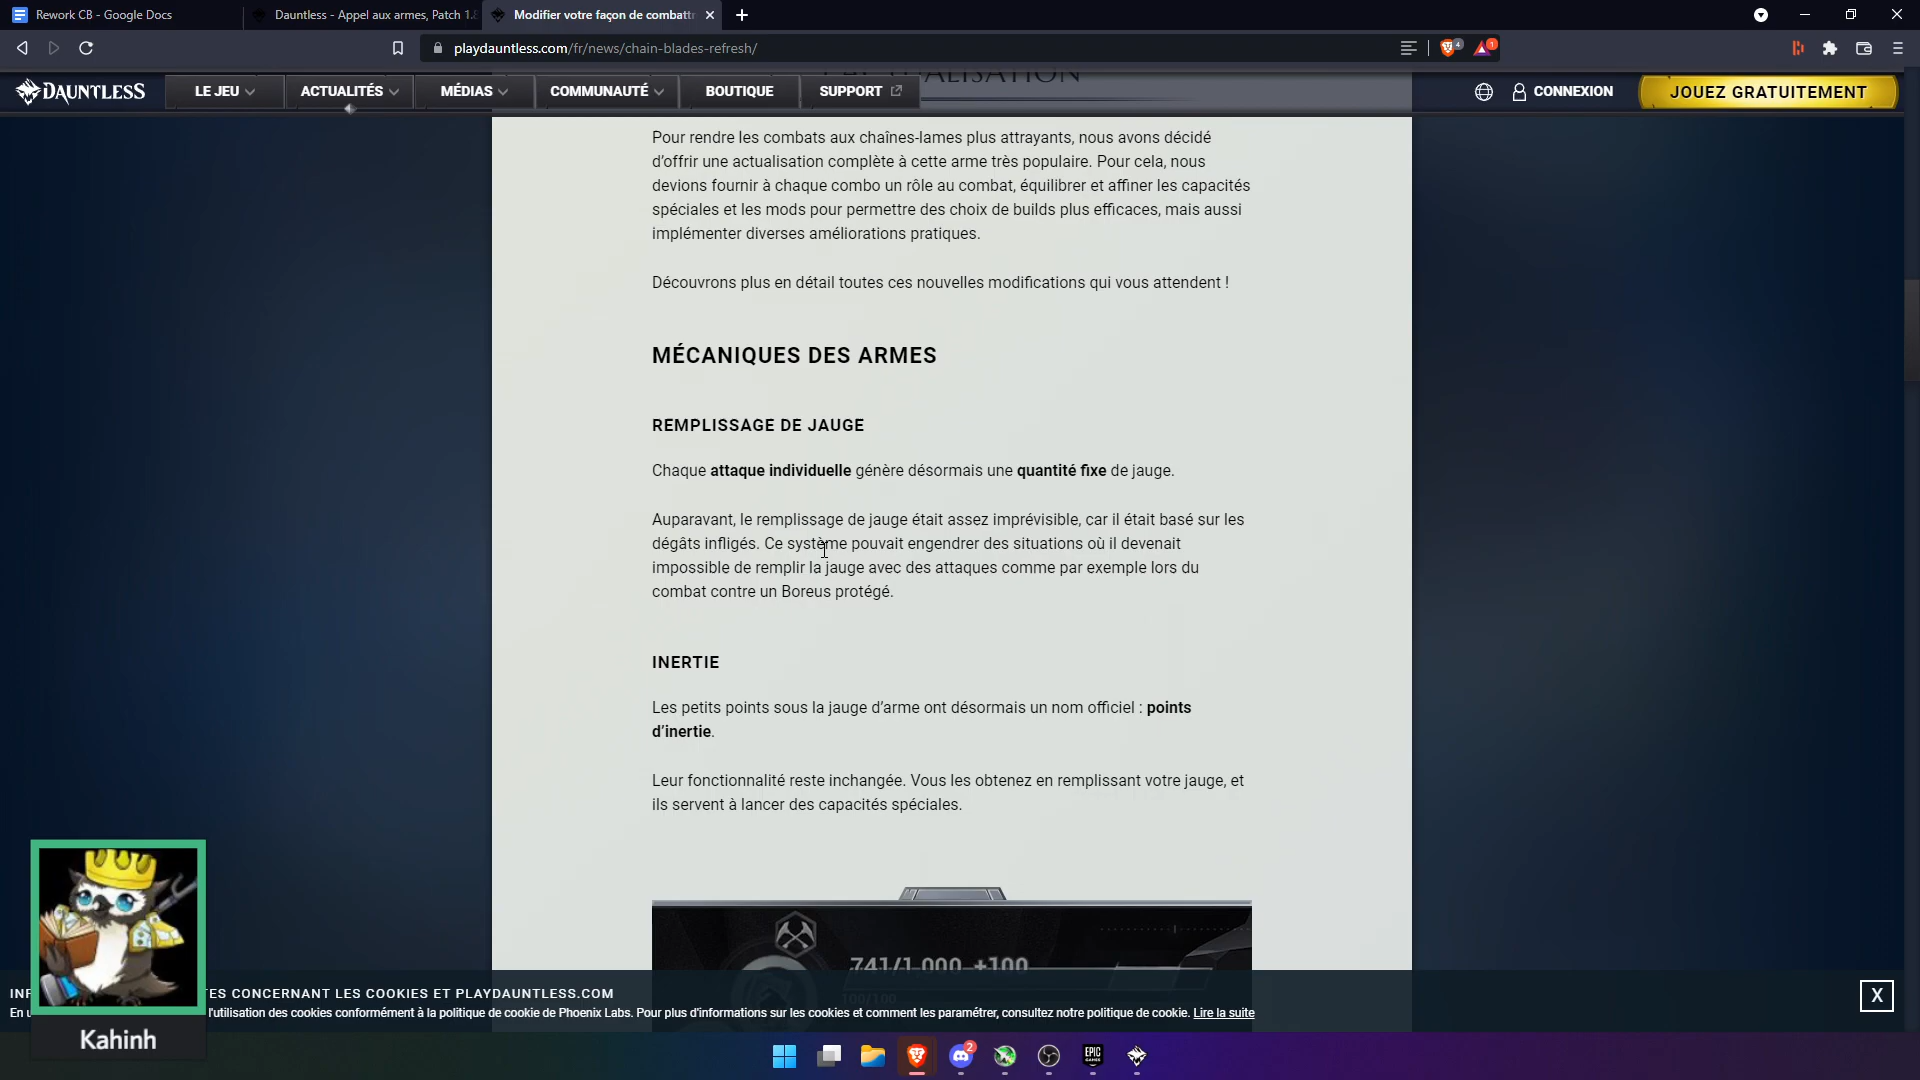 Rework CB - Google Docs
Dauntless - Appel aux armes, Patch 1.8
Modifier votre façon de combattr
playdauntless.com/fr/news/chain-blades-refresh/
4
1
DAUNTLESS
LE JEU
ACTUALITÉS
MÉDIAS
COMMUNAUTÉ
BOUTIQUE
SUPPORT
CONNEXION
JOUEZ GRATUITEMENT
Pour rendre les combats aux chaînes-lames plus attrayants, nous avons décidé
d'offrir une actualisation complète à cette arme très populaire. Pour cela, nous
devions fournir à chaque combo un rôle au combat, équilibrer et affiner les capacités
spéciales et les mods pour permettre des choix de builds plus efficaces, mais aussi
implémenter diverses améliorations pratiques.
Découvrons plus en détail toutes ces nouvelles modifications qui vous attendent !
MÉCANIQUES DES ARMES
REMPLISSAGE DE JAUGE
Chaque attaque individuelle génère désormais une quantité fixe de jauge.
Auparavant, le remplissage de jauge était assez imprévisible, car il était basé sur les
dégâts infligés. Ce système pouvait engendrer des situations où il devenait
impossible de remplir la jauge avec des attaques comme par exemple lors du
combat contre un Boreus protégé.
INERTIE
Les petits points sous la jauge d'arme ont désormais un nom officiel : points
d'inertie.
Leur fonctionnalité reste inchangée. Vous les obtenez en remplissant votre jauge, et
ils servent à lancer des capacités spéciales.
741/1 000 +100
100/100
TES CONCERNANT LES COOKIES ET PLAYDAUNTLESS.COM
l'utilisation des cookies conformément à la politique de cookie de Phoenix Labs. Pour plus d'informations sur les cookies et comment les paramétrer, consultez notre politique de cookie. Lire la suite
X
Kahinh
2
EPIC
GAMES